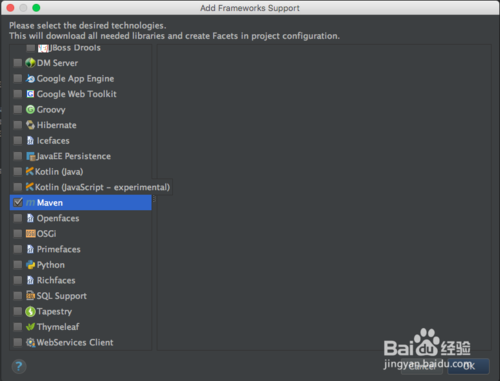 Add Frameworks Support
Please select the desired technologies.
This will download all needed libraries and create Facets in project configuration.
JBoss Drools
DM Server
Google App Engine
Google Web Toolkit
Groovy
Hibernate
Icefaces
JavaEE Persistence
Kotlin (Java)
Kotlin (JavaScript - experimental)
Maven
Openfaces
OSGi
Primefaces
Python
Richfaces
SQL Support
Tapestry
Thymeleaf
WebServices Client
Baidu经验
jingyan.baidu.com
?
Cancel
OK